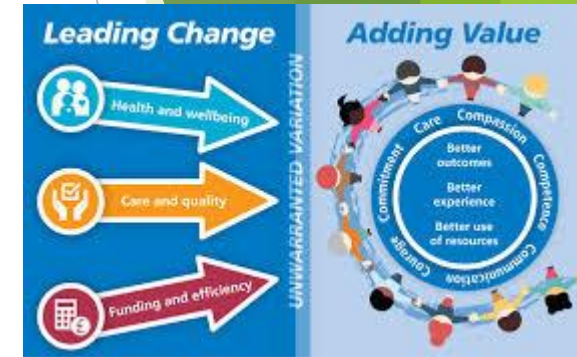 Leading Change
Health and wellbeing
Care and quality
Funding and efficiency
UNWARRANTED VARIATION
Adding Value
Commitment
Care
Compassion
Competence
Communication
Courage
Better
outcomes
Better
experience
Better use
of resources
£